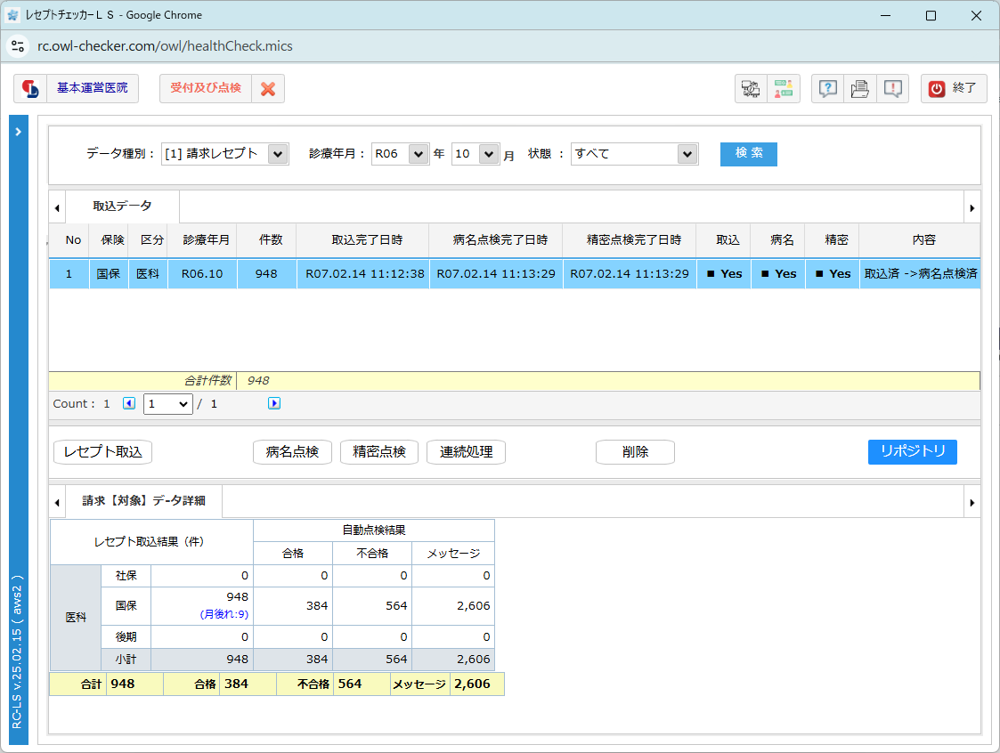 レセプトチェッカーＬＳ - Google Chrome
rc.owl-checker.com/owl/healthCheck.mics
基本運営医院 受付及び点検 終了
データ種別： [1] 請求レセプト 診療年月： R06 年 10 月 状態 ： すべて 検 索
取込データ
No 保険 区分 診療年月 件数 取込完了日時 病名点検完了日時 精密点検完了日時 取込 病名 精密 内容
1 国保 医科 R06.10 948 R07.02.14 11:12:38 R07.02.14 11:13:29 R07.02.14 11:13:29 ■ Yes ■ Yes ■ Yes 取込済 ->病名点検済
合計件数 948
Count : 1 1 / 1
レセプト取込 病名点検 精密点検 連続処理 削除 リポジトリ
請求【対象】データ詳細
レセプト取込結果（件） 自動点検結果
合格 不合格 メッセージ
医科
社保 0 0 0 0
国保 948 384 564 2,606
(月後れ:9)
後期 0 0 0 0
小計 948 384 564 2,606
合計 948 合格 384 不合格 564 メッセージ 2,606
RC-LS v.25.02.15 ( aws2 )